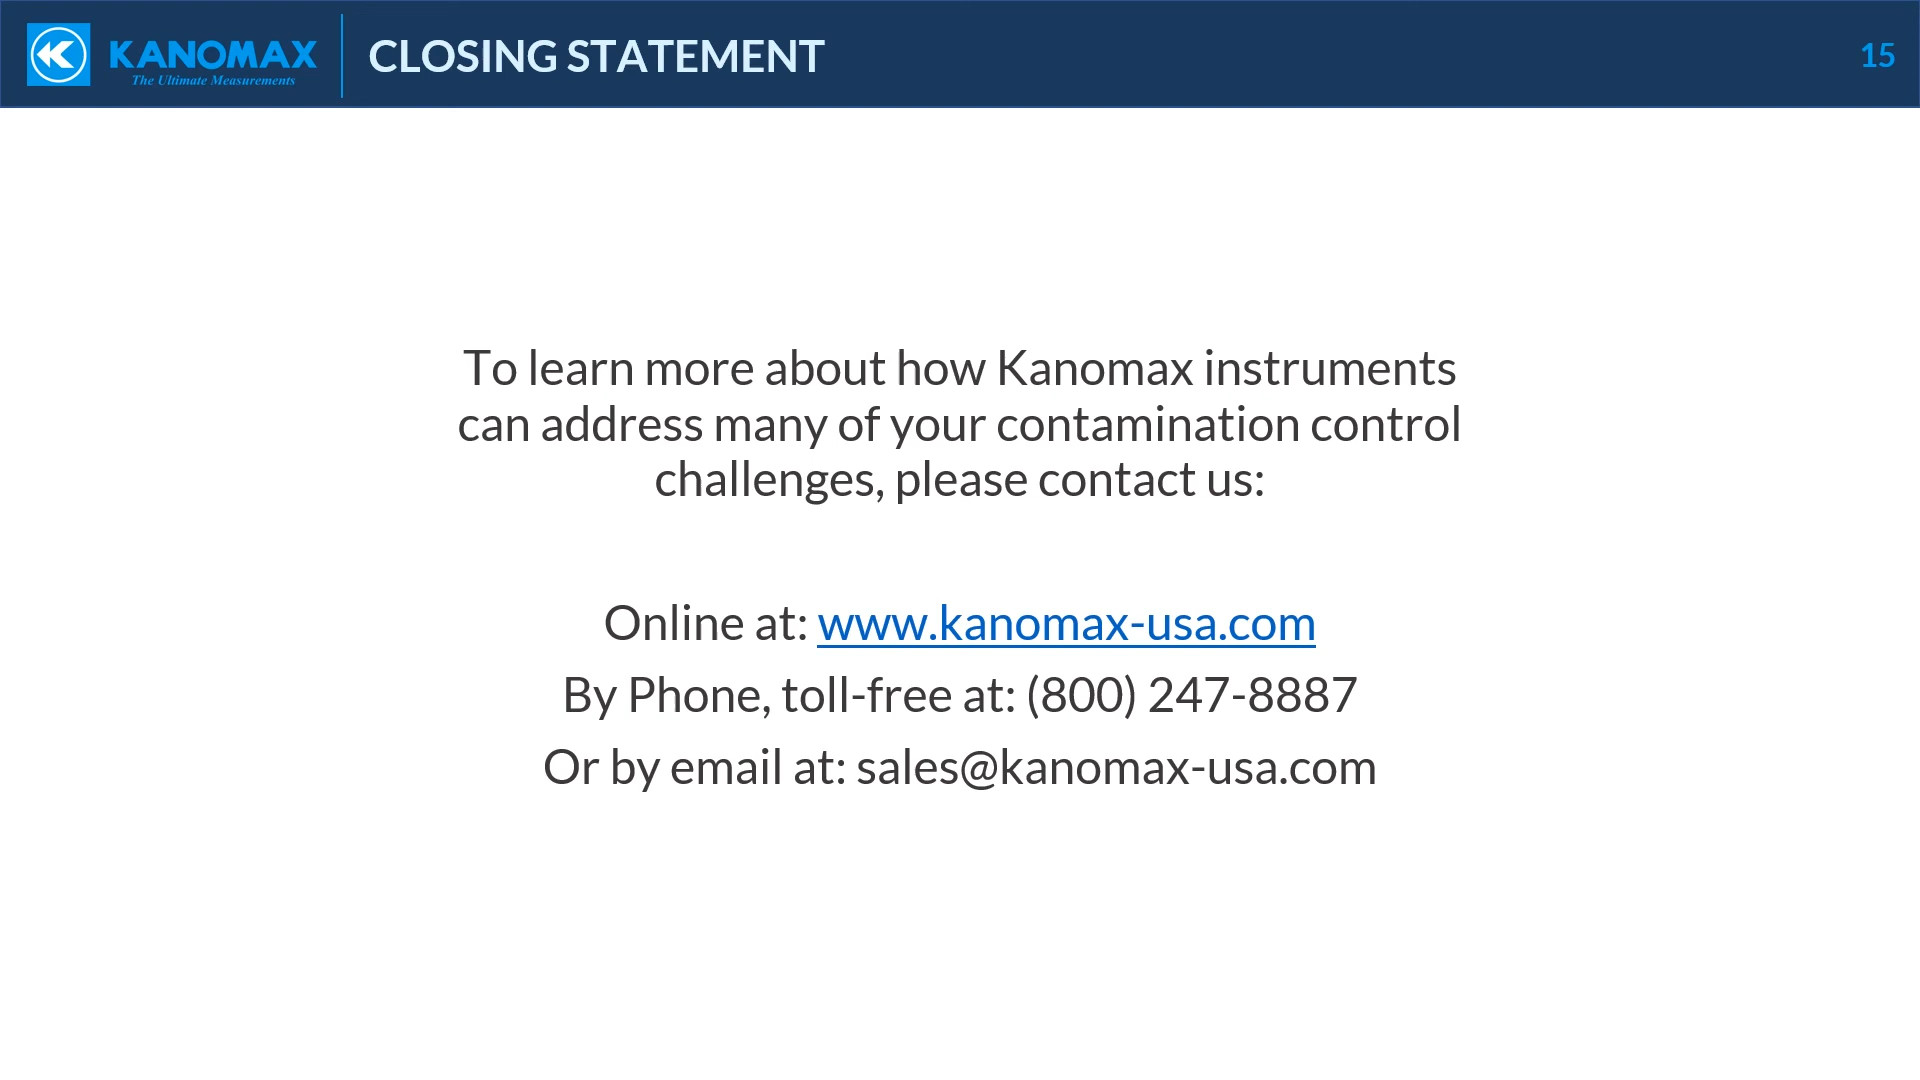 KANOMAX
The Ultimate Measurements
CLOSING STATEMENT
15
To learn more about how Kanomax instruments
can address many of your contamination control
challenges, please contact us:
Online at: www.kanomax-usa.com
By Phone, toll-free at: (800) 247-8887
Or by email at: sales@kanomax-usa.com